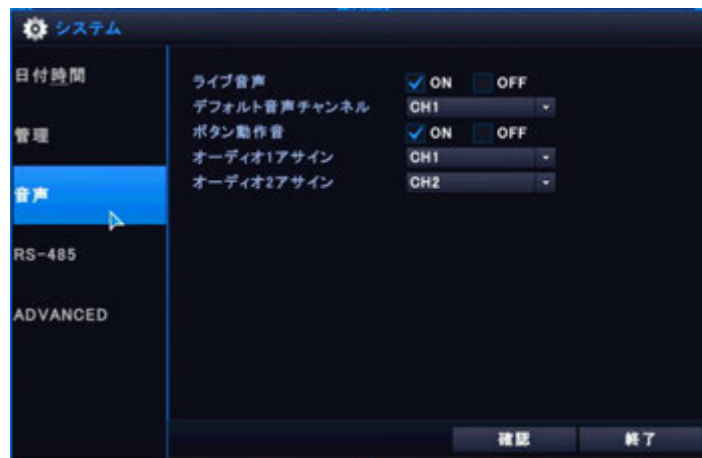 システム
日付時間
管理
音声
RS-485
ADVANCED
ライブ音声 ON OFF
デフォルト音声チャンネル CH1
ボタン動作音 ON OFF
オーディオ1アサイン CH1
オーディオ2アサイン CH2
確認 終了